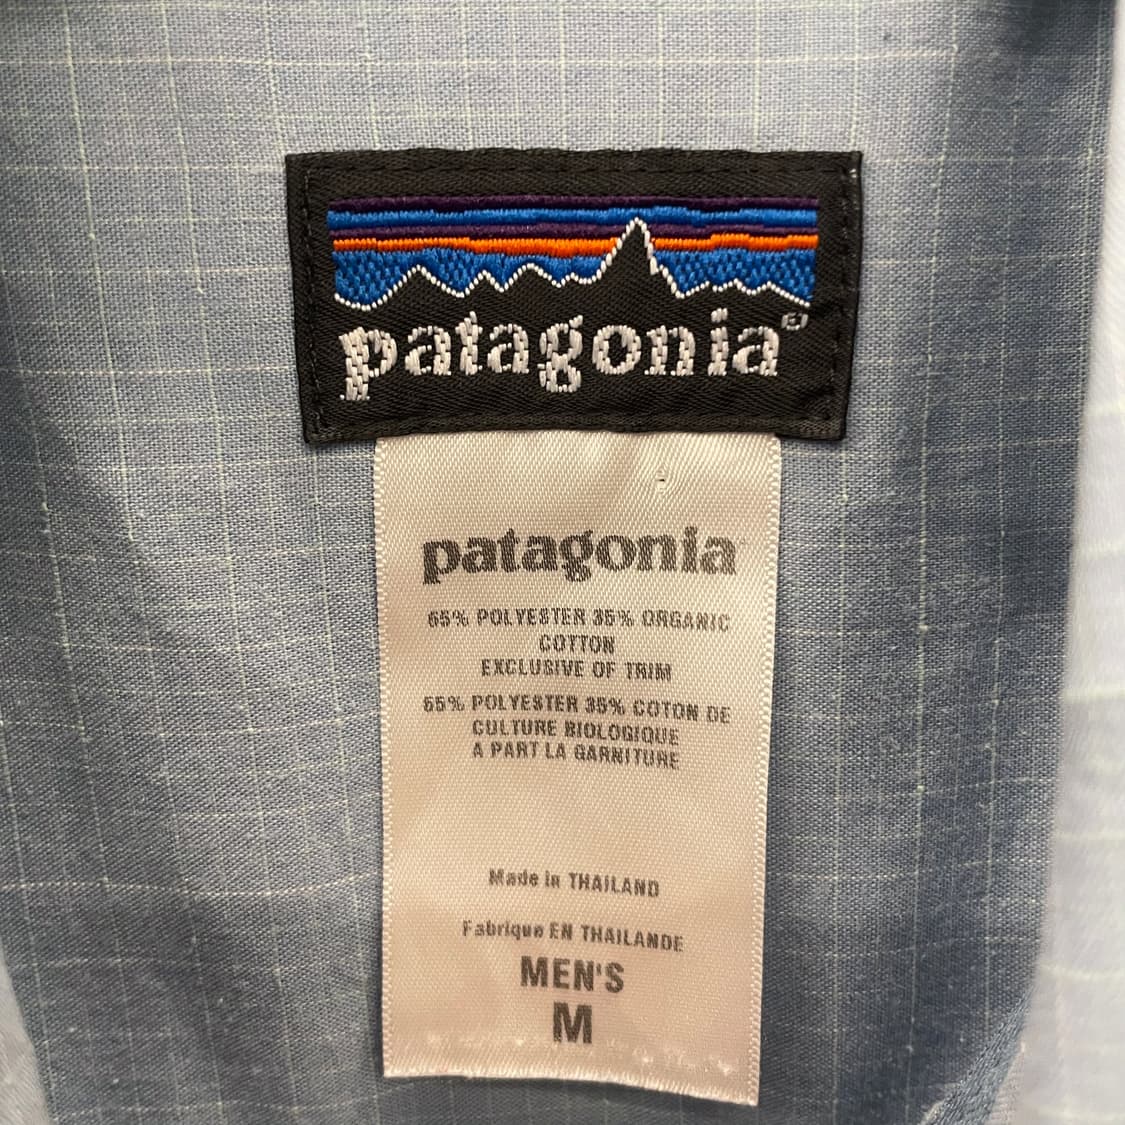 patagonia®
patagonia
65% POLYESTER 35% ORGANIC
COTTON
EXCLUSIVE OF TRIM
65% POLYESTER 35% COTON DE
CULTURE BIOLOGIQUE
A PART LA GARNITURE
Made in THAILAND
Fabrique EN THAILANDE
MEN'S
M